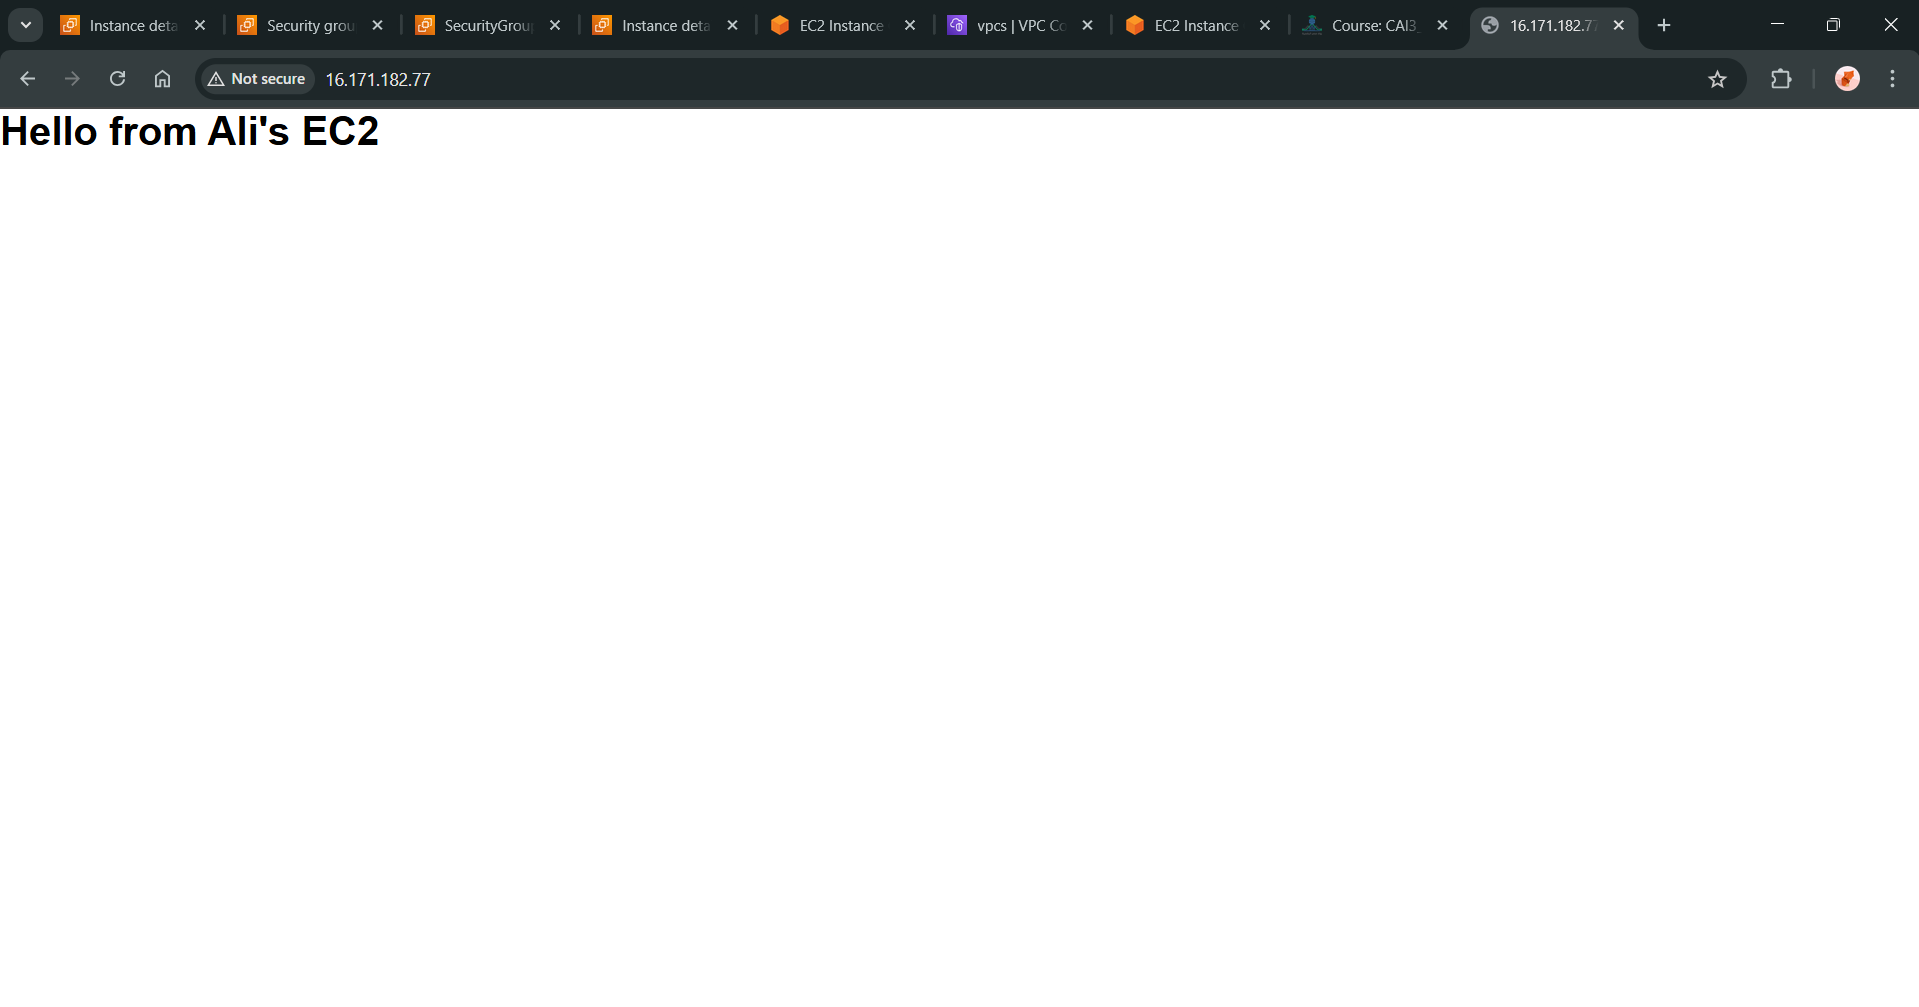 Instance deta
Security grou
SecurityGrou
Instance deta
EC2 Instance
vpcs | VPC Co
EC2 Instance
Course: CAI3_
16.171.182.77
Not secure
16.171.182.77
Hello from Ali's EC2